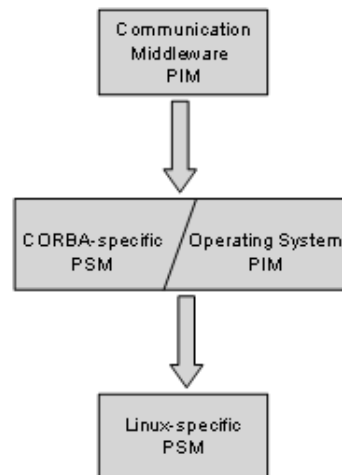 Communication
Middleware
PIM
CORBA-specific
PSM
Operating System
PIM
Linux-specific
PSM